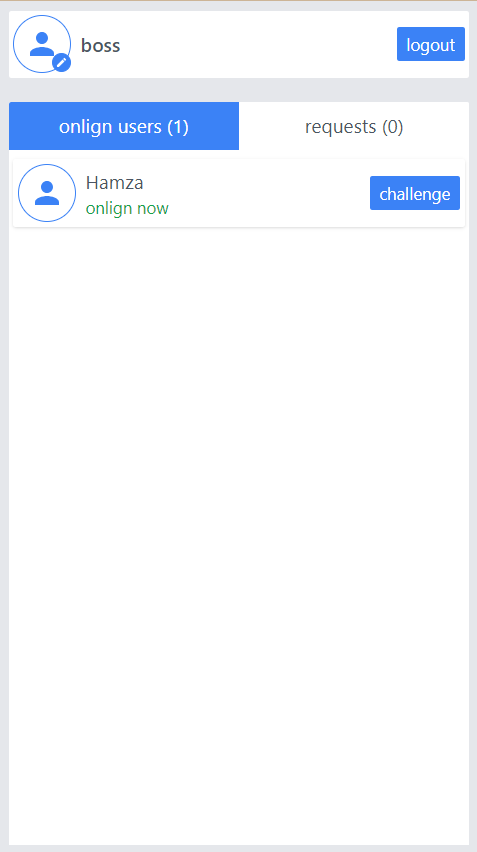 boss
logout
onlign users (1)
requests (0)
Hamza
onlign now
challenge